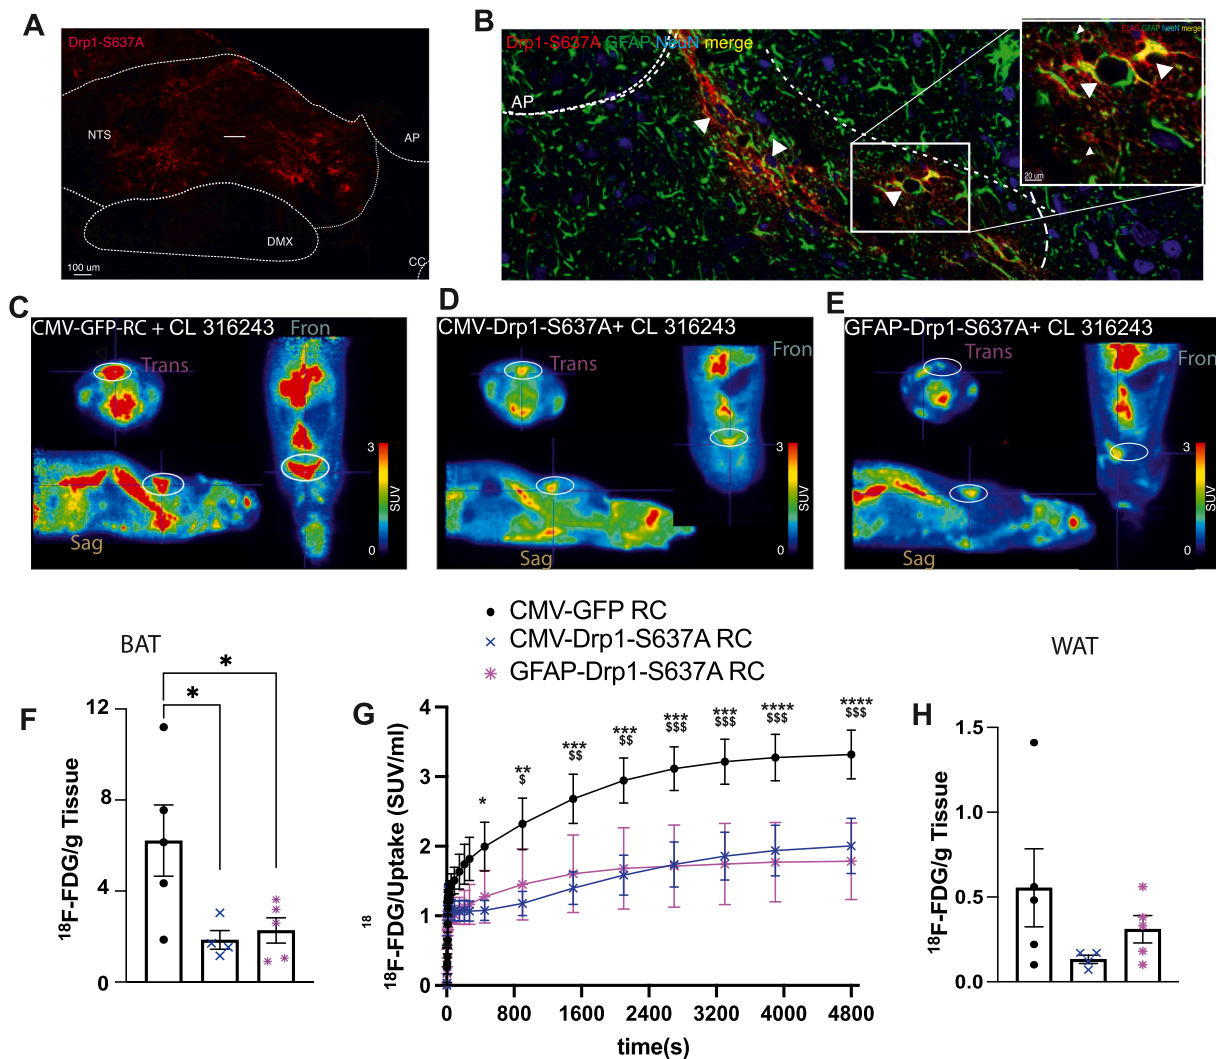 A
Drp1-S637A
NTS
AP
DMX
CC
100 um
B
Drp1-S637A GFAP NeuN merge
AP
FLAG GFAP NeuN merge
20 um
C
CMV-GFP-RC + CL 316243
Fron
Trans
Sag
3
SUV
0
D
CMV-Drp1-S637A+ CL 316243
Fron
Trans
Sag
3
SUV
0
E
GFAP-Drp1-S637A+ CL 316243
Trans
Fron
Sag
3
SUV
0
CMV-GFP RC
CMV-Drp1-S637A RC
GFAP-Drp1-S637A RC
BAT
F
18F-FDG/g Tissue
12
8
4
0
*
*
G
18
18F-FDG/Uptake (SUV/ml)
4
3
2
1
0
*
**
$
***
$$
***
$$
***
$$$
***
$$$
****
$$$
****
$$$
0 800 1600 2400 3200 4000 4800
time(s)
WAT
H
18F-FDG/g Tissue
1.5
1.0
0.5
0.0